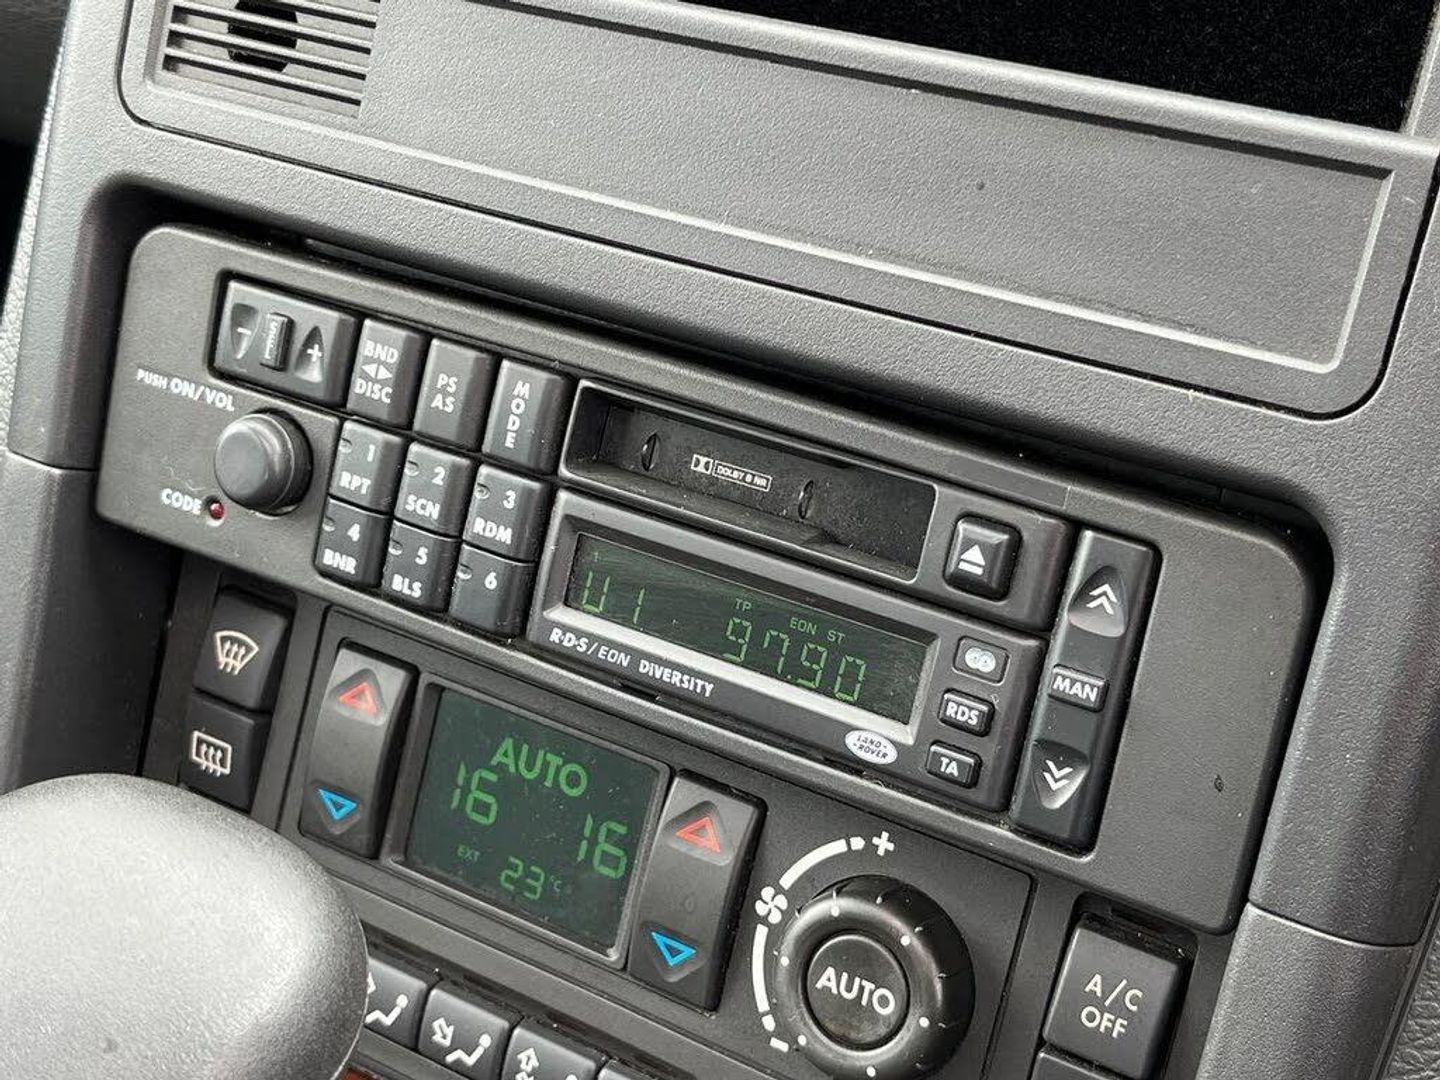 - +
BND
DISC
PS
AS
MODE
PUSH ON/VOL
CODE
1
RPT
2
SCN
3
RDM
4
BNR
5
BLS
6
DOLBY B NR
1
U1
TP
EON ST
97.90
R·D·S/EON DIVERSITY
LAND-ROVER
RDS
TA
MAN
AUTO
16
16
EXT 23°C
+
-
AUTO
A/C
OFF